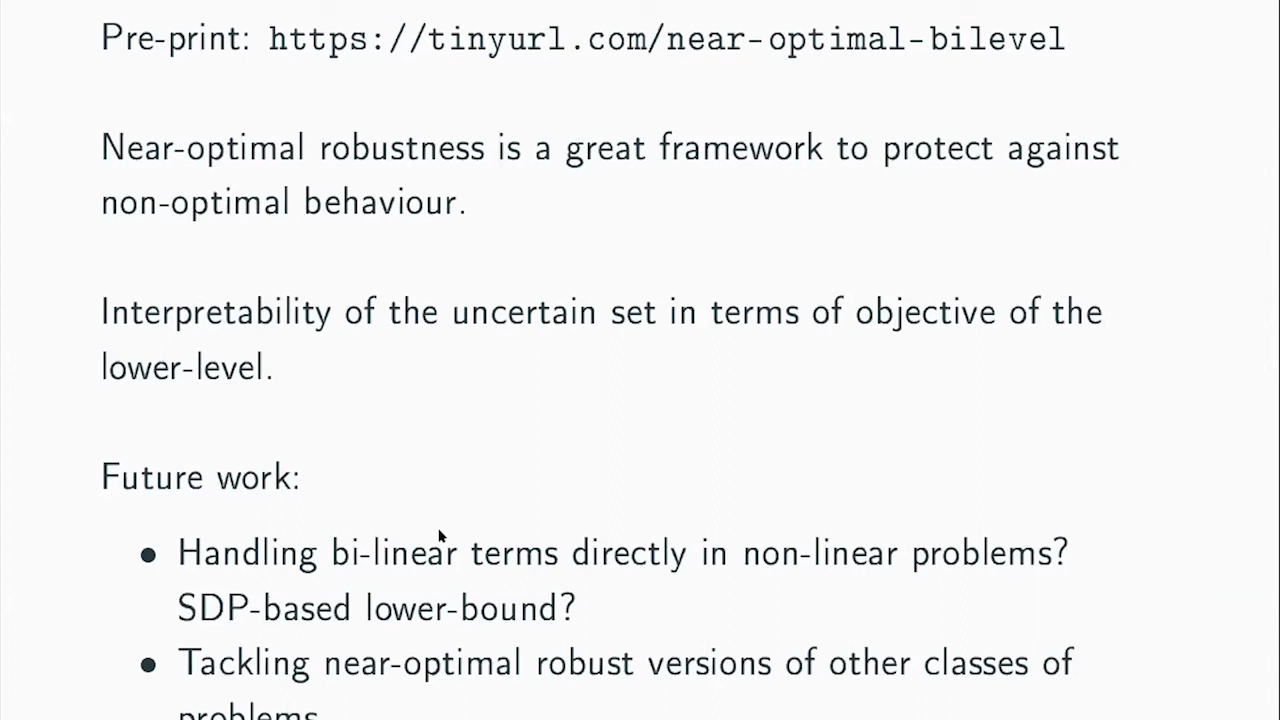 Pre-print: https://tinyurl.com/near-optimal-bilevel
Near-optimal robustness is a great framework to protect against
non-optimal behaviour.
Interpretability of the uncertain set in terms of objective of the
lower-level.
Future work:
• Handling bi-linear terms directly in non-linear problems?
SDP-based lower-bound?
• Tackling near-optimal robust versions of other classes of
problems